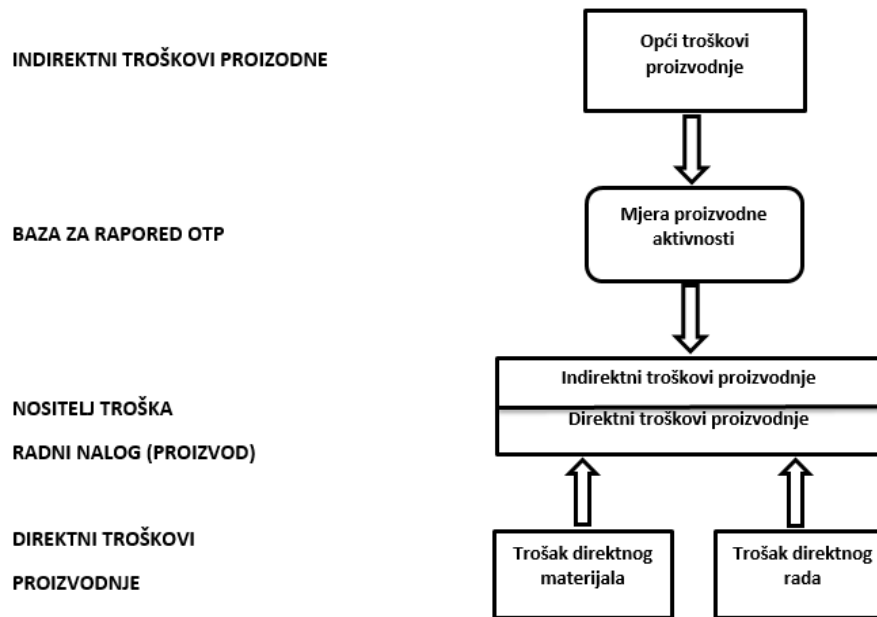 INDIREKTNI TROŠKOVI PROIZODNE
Opći troškovi
proizvodnje
BAZA ZA RAPORED OTP
Mjera proizvodne
aktivnosti
Indirektni troškovi proizvodnje
NOSITELJ TROŠKA
Direktni troškovi proizvodnje
RADNI NALOG (PROIZVOD)
DIREKTNI TROŠKOVI
PROIZVODNJE
Trošak direktnog
materijala
Trošak direktnog
rada